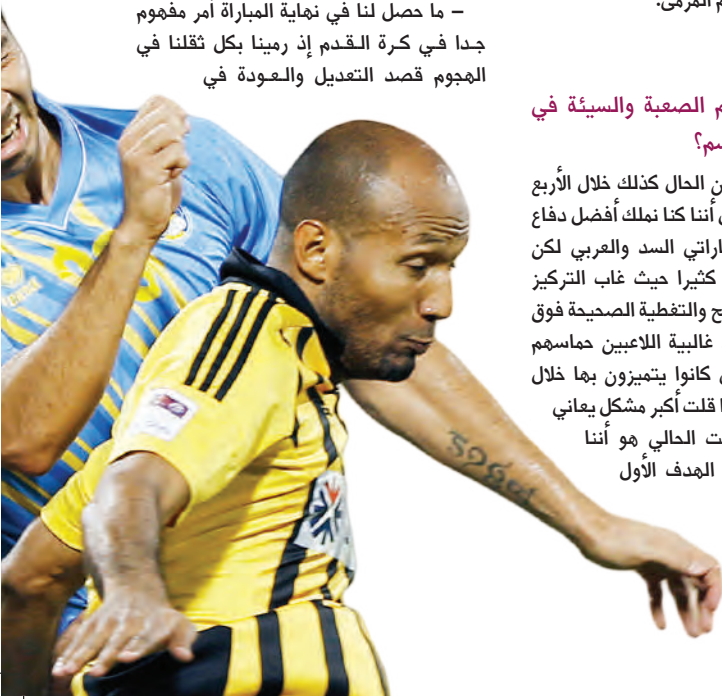 م المرمى.
م الصعبة والسيئة في
سم؟
ن الحال كذلك خلال الأربع
أننا كنا نملك أفضل دفاع
اراتي السد والعربي لكن
كثيرا حيث غاب التركيز
ح والتغطية الصحيحة فوق
غالبية اللاعبين حماسهم
كانوا يتميزون بها خلال
ا قلت أكبر مشكل يعاني
ت الحالي هو أننا
الهدف الأول
– ما حصل لنا في نهاية المباراة أمر مفهوم
جدا في كرة القدم إذ رمينا بكل ثقلنا في
الهجوم قصد التعديل والعودة في